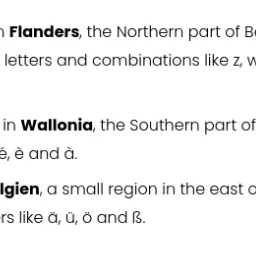 n Flanders, the Northern part of B
letters and combinations like z, w
in Wallonia, the Southern part of
é, è and à.
lgien, a small region in the east o
rs like ä, ü, ö and ß.